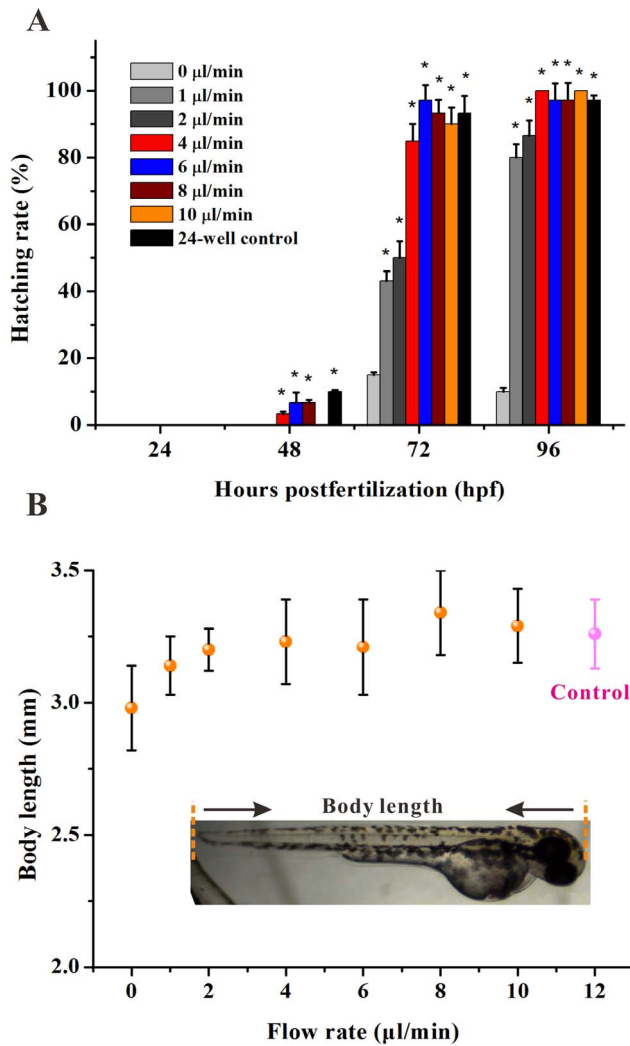 A
0 μl/min
1 μl/min
2 μl/min
4 μl/min
6 μl/min
8 μl/min
10 μl/min
24-well control
Hatching rate (%)
100
80
60
40
20
0
* * * *
* * * * * * *
* * * * * * *
24 48 72 96
Hours postfertilization (hpf)
B
Body length (mm)
3.5
3.0
2.5
2.0
Control
Body length
0 2 4 6 8 10 12
Flow rate (μl/min)